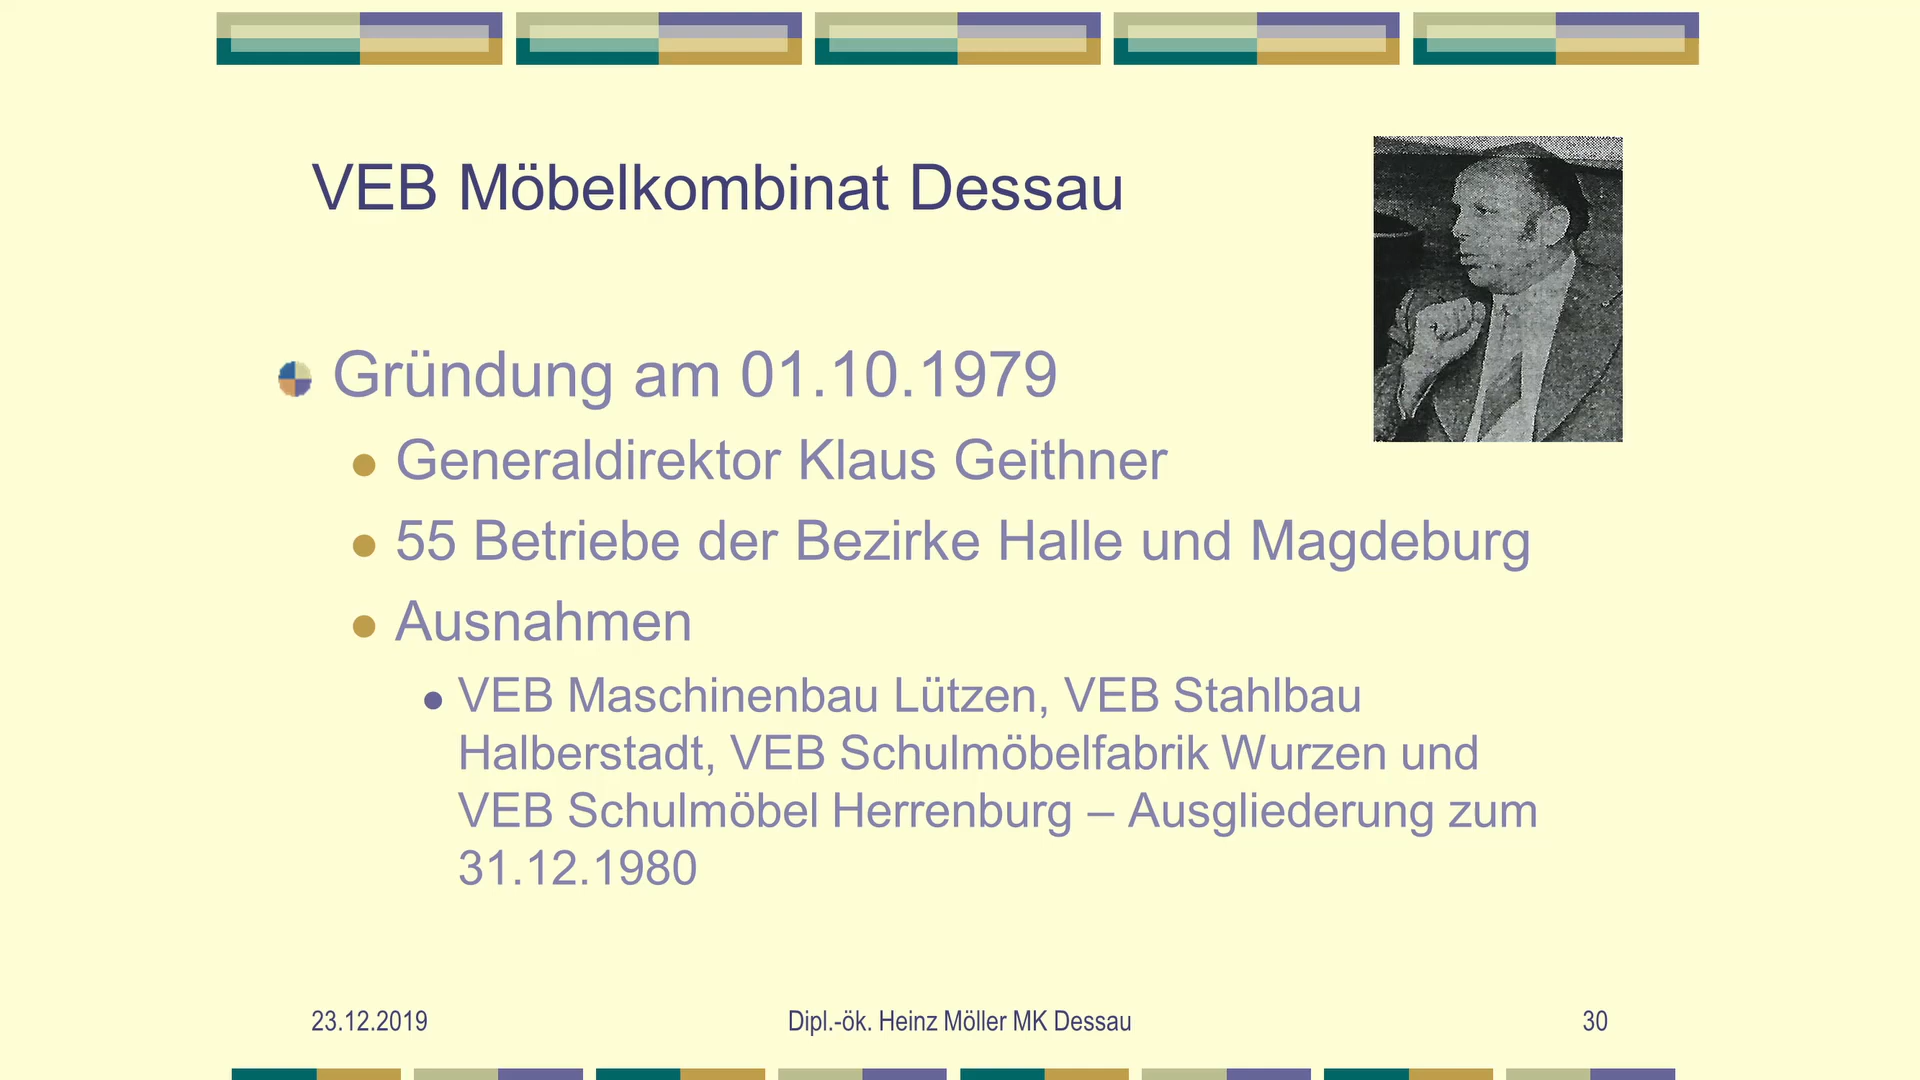 VEB Möbelkombinat Dessau
Gründung am 01.10.1979
Generaldirektor Klaus Geithner
55 Betriebe der Bezirke Halle und Magdeburg
Ausnahmen
VEB Maschinenbau Lützen, VEB Stahlbau
Halberstadt, VEB Schulmöbelfabrik Wurzen und
VEB Schulmöbel Herrenburg – Ausgliederung zum
31.12.1980
23.12.2019
Dipl.-ök. Heinz Möller MK Dessau
30